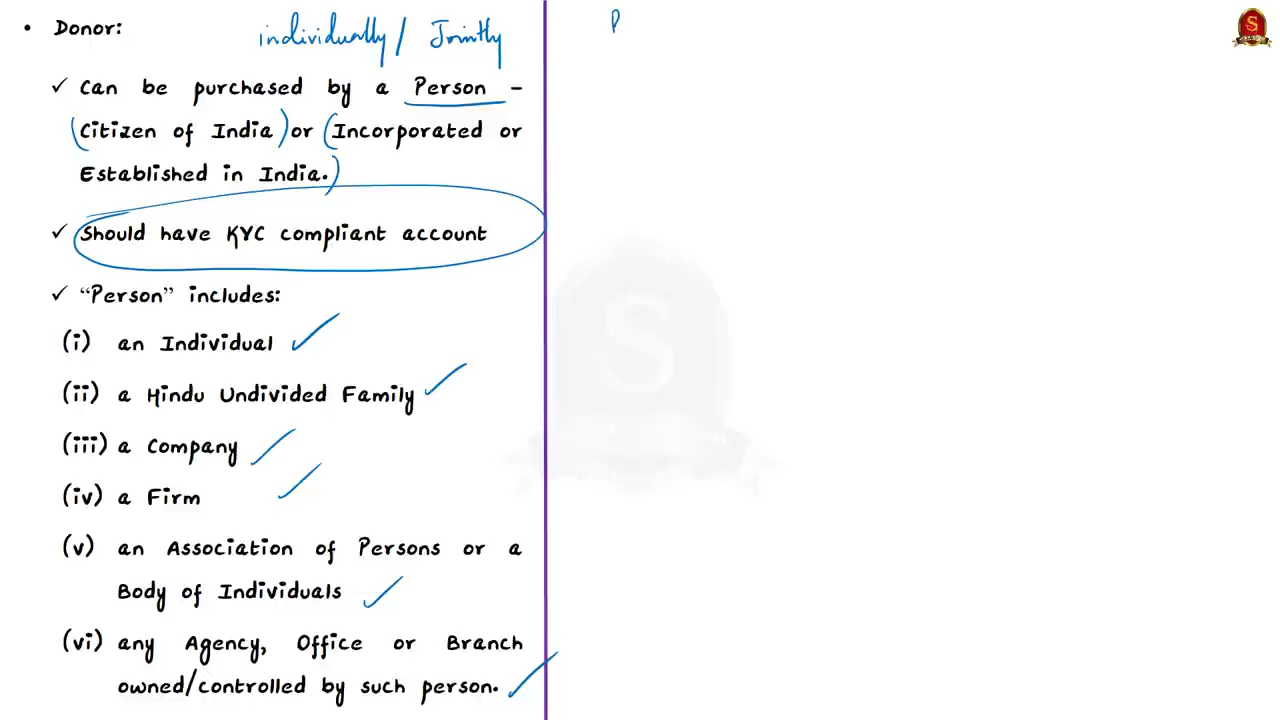 • Donor:
individually / Jointly
✓ Can be purchased by a Person -
(Citizen of India) or (Incorporated or
Established in India.)
✓ Should have KYC compliant account
✓ “Person” includes:
(i) an Individual ✓
(ii) a Hindu Undivided Family ✓
(iii) a Company ✓
(iv) a Firm ✓
(v) an Association of Persons or a
Body of Individuals ✓
(vi) any Agency, Office or Branch
owned/controlled by such person. ✓
P
S